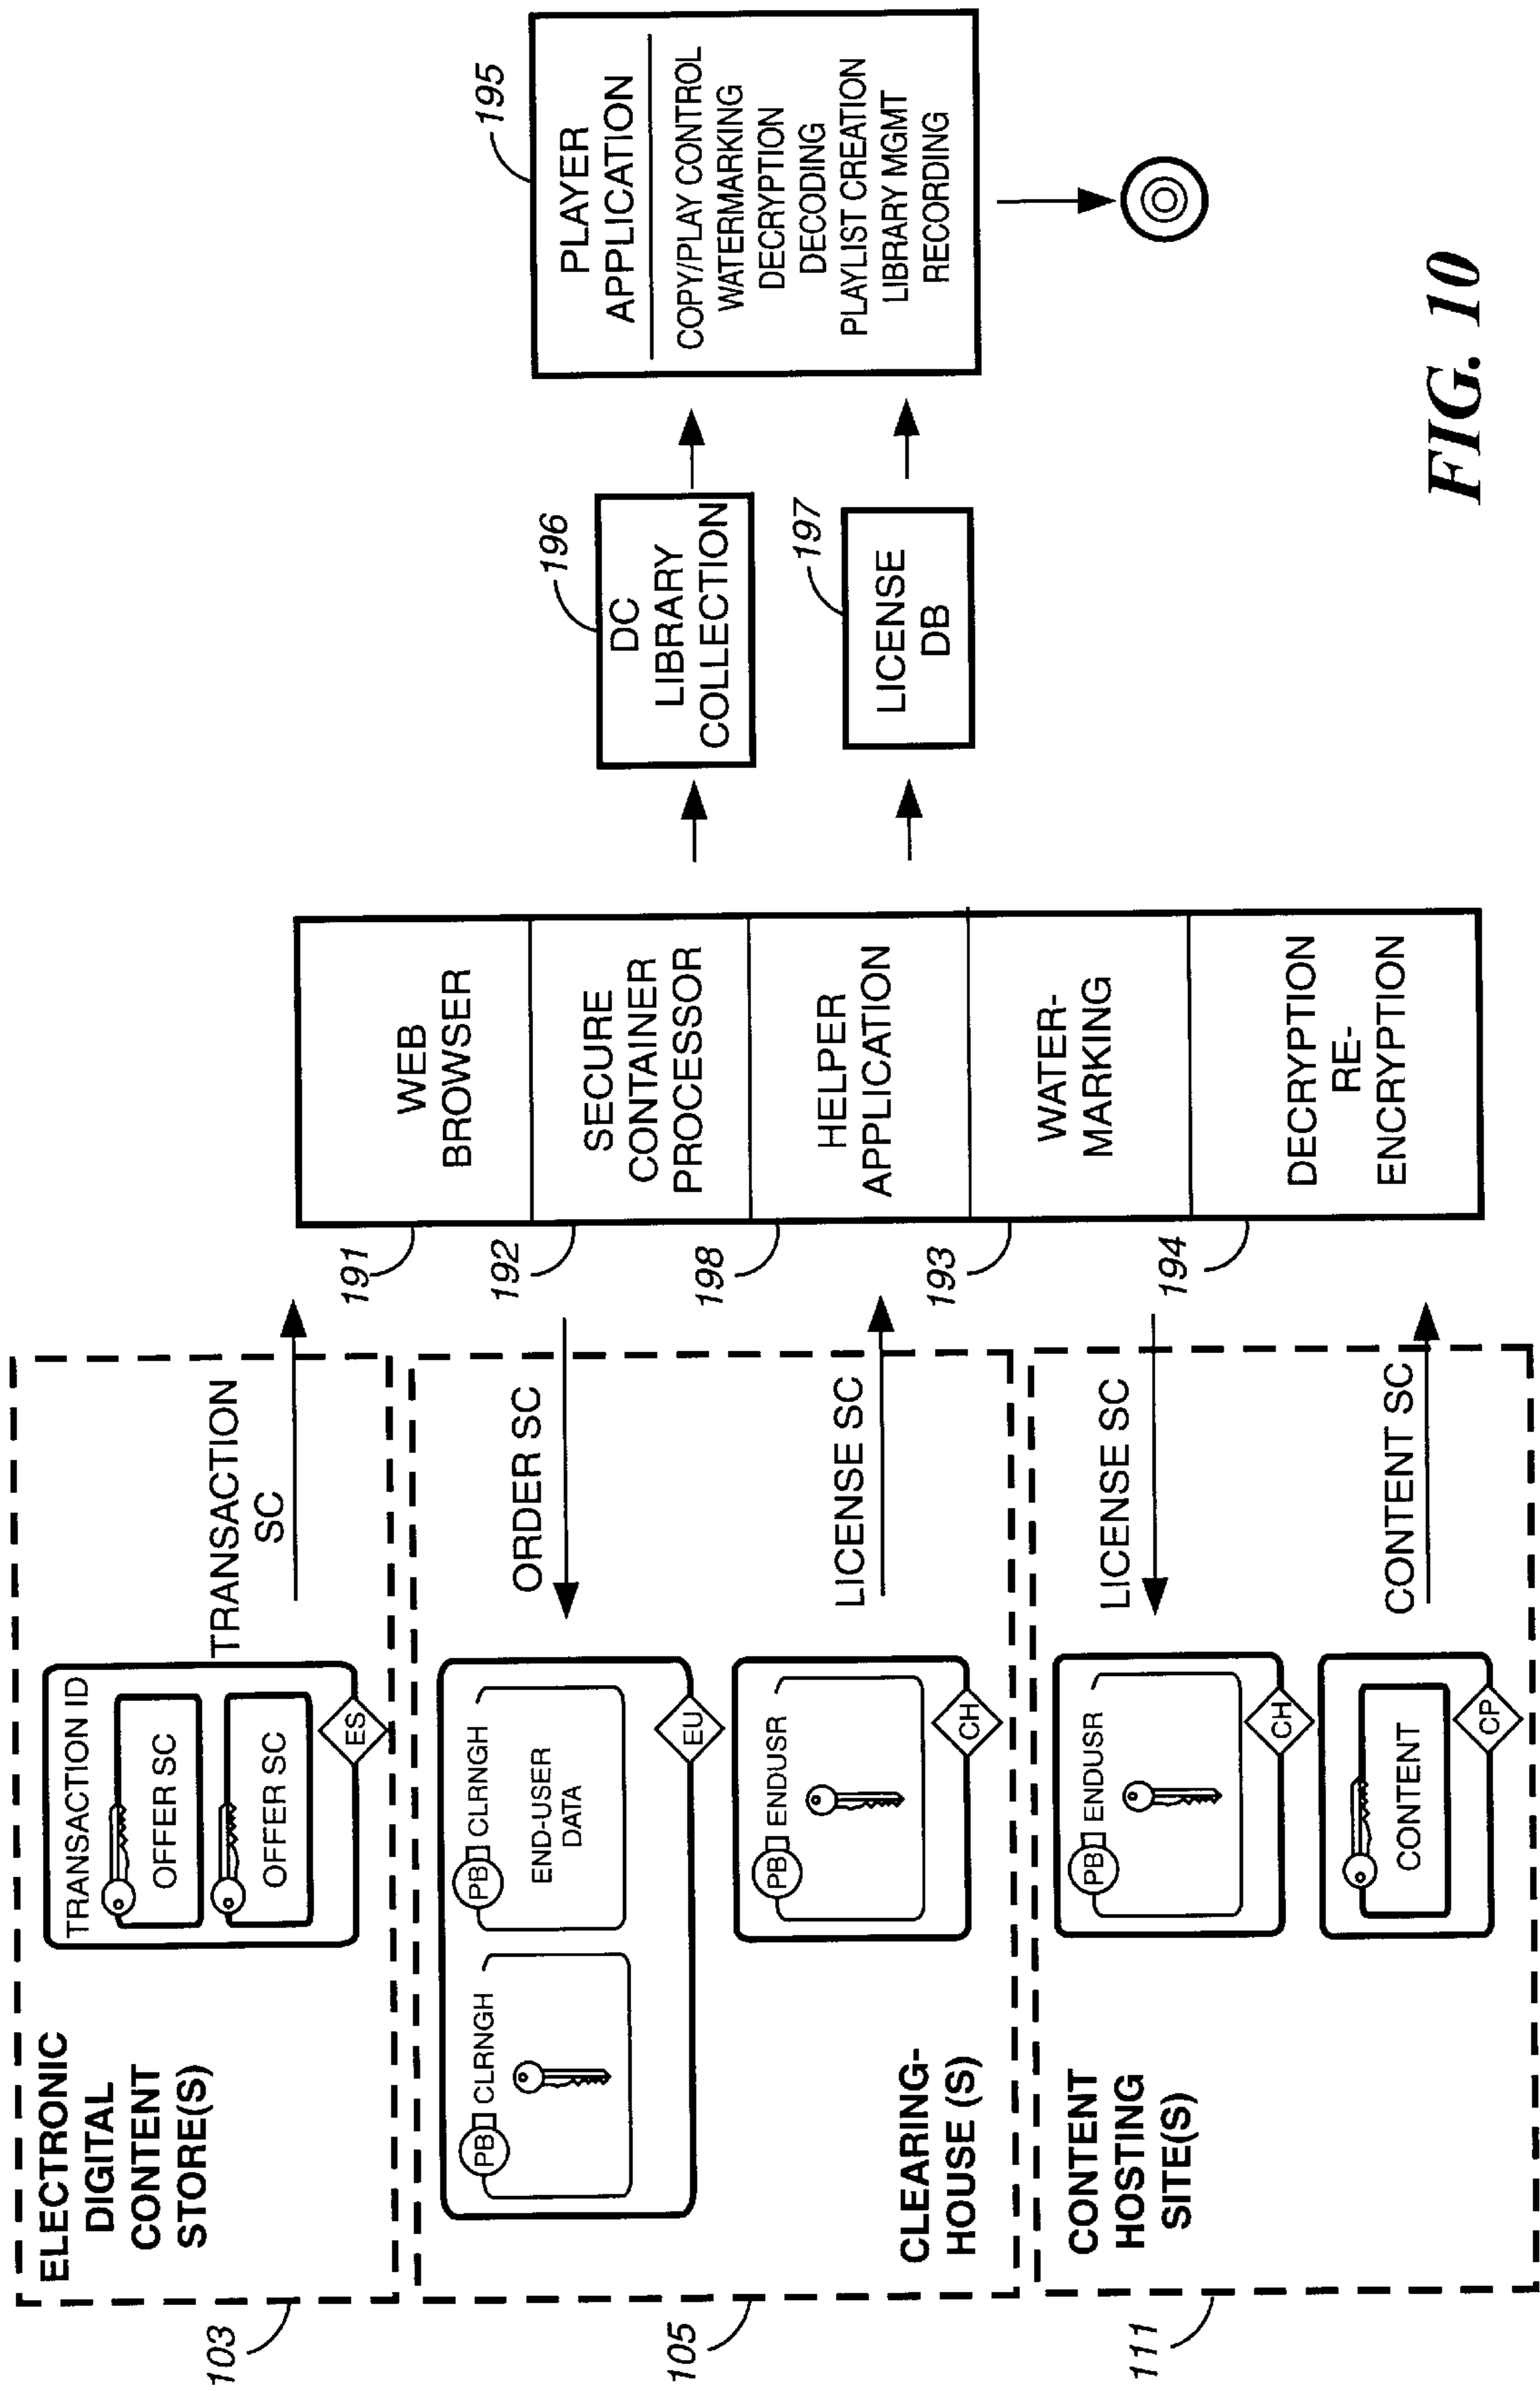 103
ELECTRONIC
DIGITAL
CONTENT
STORE(S)
TRANSACTION ID
OFFER SC
OFFER SC
ES
TRANSACTION
SC
105
PB CLRNGH
PB CLRNGH
END-USER
DATA
EU
ORDER SC
CLEARING-
HOUSE (S)
PB ENDUSR
CH
LICENSE SC
111
CONTENT
HOSTING
SITE(S)
PB ENDUSR
CH
LICENSE SC
CONTENT
CP
CONTENT SC
191
WEB
BROWSER
192
SECURE
CONTAINER
PROCESSOR
198
HELPER
APPLICATION
193
WATER-
MARKING
194
DECRYPTION
RE-
ENCRYPTION
196
DC
LIBRARY
COLLECTION
197
LICENSE
DB
195
PLAYER
APPLICATION
COPY/PLAY CONTROL
WATERMARKING
DECRYPTION
DECODING
PLAYLIST CREATION
LIBRARY MGMT
RECORDING
FIG. 10